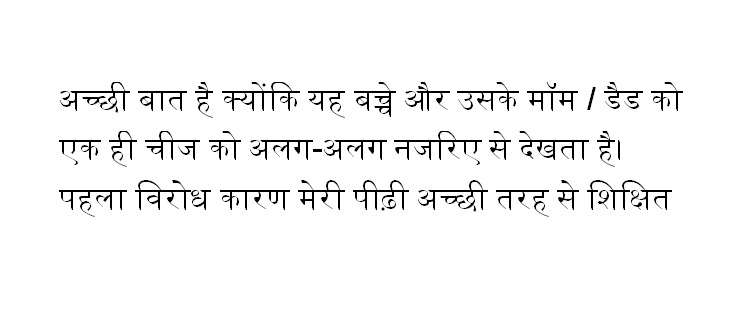 अच्छी बात है क्योंकि यह बच्चे और उसके मॉम / डैड को
एक ही चीज को अलग-अलग नजरिए से देखता है।
पहला विरोध कारण मेरी पीढ़ी अच्छी तरह से शिक्षित